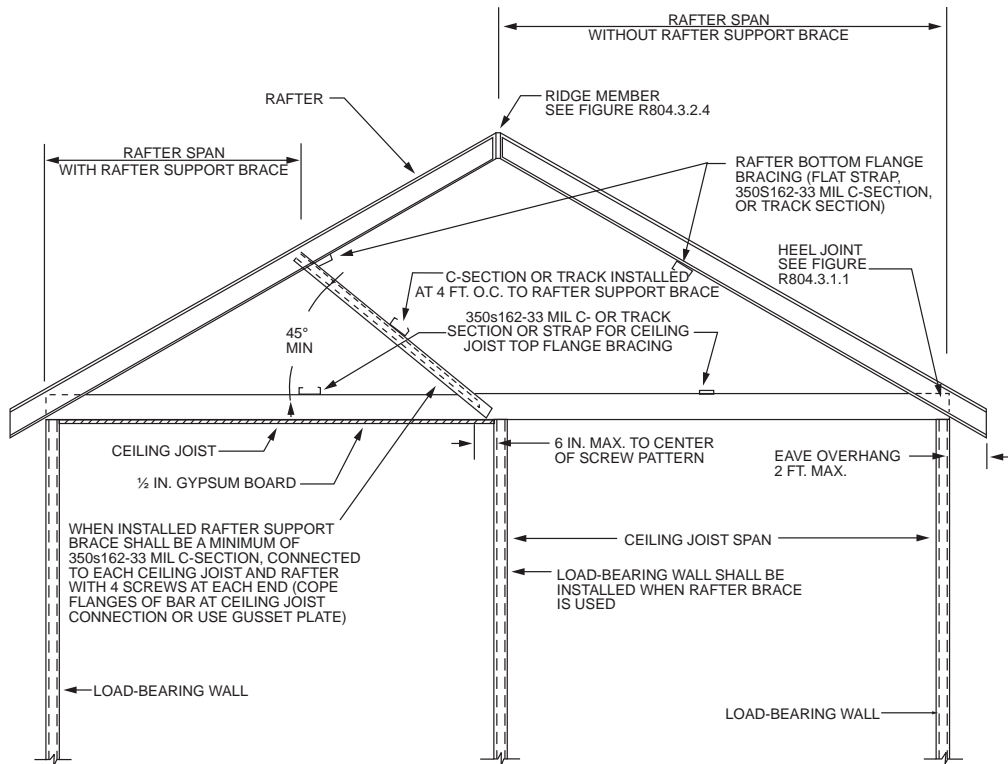 RAFTER SPAN
WITHOUT RAFTER SUPPORT BRACE
RAFTER
RIDGE MEMBER
SEE FIGURE R804.3.2.4
RAFTER SPAN
WITH RAFTER SUPPORT BRACE
RAFTER BOTTOM FLANGE
BRACING (FLAT STRAP,
350S162-33 MIL C-SECTION,
OR TRACK SECTION)
HEEL JOINT
SEE FIGURE
R804.3.1.1
C-SECTION OR TRACK INSTALLED
AT 4 FT. O.C. TO RAFTER SUPPORT BRACE
350s162-33 MIL C- OR TRACK
SECTION OR STRAP FOR CEILING
JOIST TOP FLANGE BRACING
45°
MIN
CEILING JOIST
½ IN. GYPSUM BOARD
6 IN. MAX. TO CENTER
OF SCREW PATTERN
EAVE OVERHANG
2 FT. MAX.
WHEN INSTALLED RAFTER SUPPORT
BRACE SHALL BE A MINIMUM OF
350s162-33 MIL C-SECTION, CONNECTED
TO EACH CEILING JOIST AND RAFTER
WITH 4 SCREWS AT EACH END (COPE
FLANGES OF BAR AT CEILING JOIST
CONNECTION OR USE GUSSET PLATE)
CEILING JOIST SPAN
LOAD-BEARING WALL SHALL BE
INSTALLED WHEN RAFTER BRACE
IS USED
LOAD-BEARING WALL
LOAD-BEARING WALL